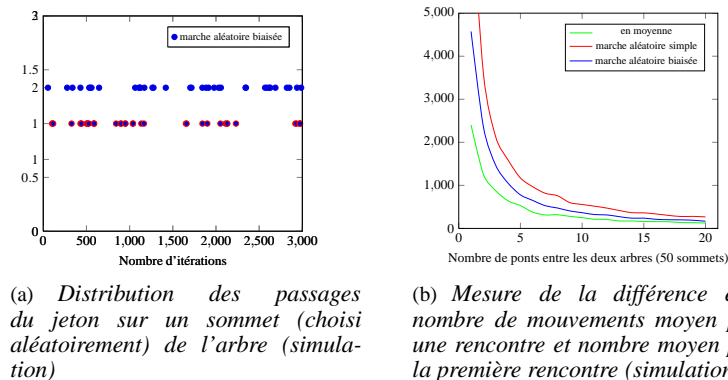 3
marche aléatoire biaisée
1.5
2
1
1
0.5
0
0 500 1,000 1,500 2,000 2,500 3,000
Nombre d'itérations
(a) Distribution des passages
du jeton sur un sommet (choisi
aléatoirement) de l'arbre (simula-
tion)
5,000
4,000
3,000
2,000
1,000
0
en moyenne
marche aléatoire simple
marche aléatoire biaisée
0 5 10 15 20
Nombre de ponts entre les deux arbres (50 sommets)
(b) Mesure de la différence
nombre de mouvements moyen
une rencontre et nombre moyen
la première rencontre (simulation